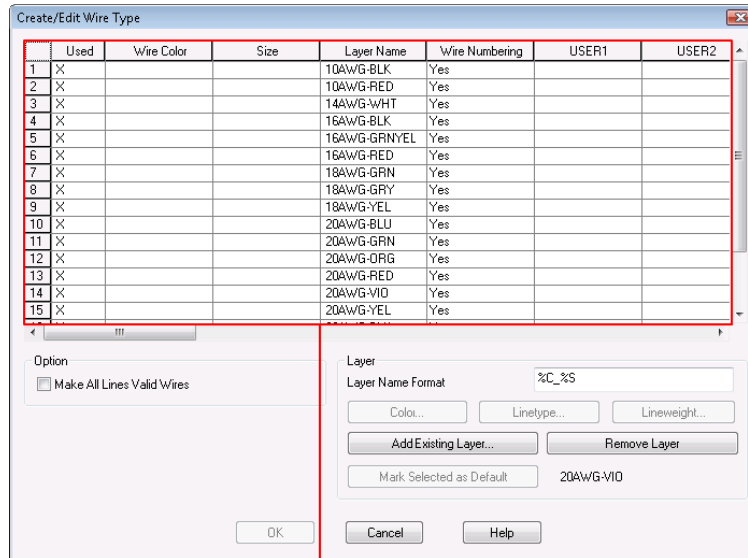 Create/Edit Wire Type
Used Wire Color Size Layer Name Wire Numbering USER1 USER2
1 X 10AWG-BLK Yes
2 X 10AWG-RED Yes
3 X 14AWG-WHT Yes
4 X 16AWG-BLK Yes
5 X 16AWG-GRNYEL Yes
6 X 16AWG-RED Yes
7 X 18AWG-GRN Yes
8 X 18AWG-GRY Yes
9 X 18AWG-YEL Yes
10 X 20AWG-BLU Yes
11 X 20AWG-GRN Yes
12 X 20AWG-ORG Yes
13 X 20AWG-RED Yes
14 X 20AWG-VIO Yes
15 X 20AWG-YEL Yes
Option
Make All Lines Valid Wires
Layer
Layer Name Format %C_%S
Color... Linetype... Lineweight...
Add Existing Layer... Remove Layer
Mark Selected as Default 20AWG-VIO
OK Cancel Help